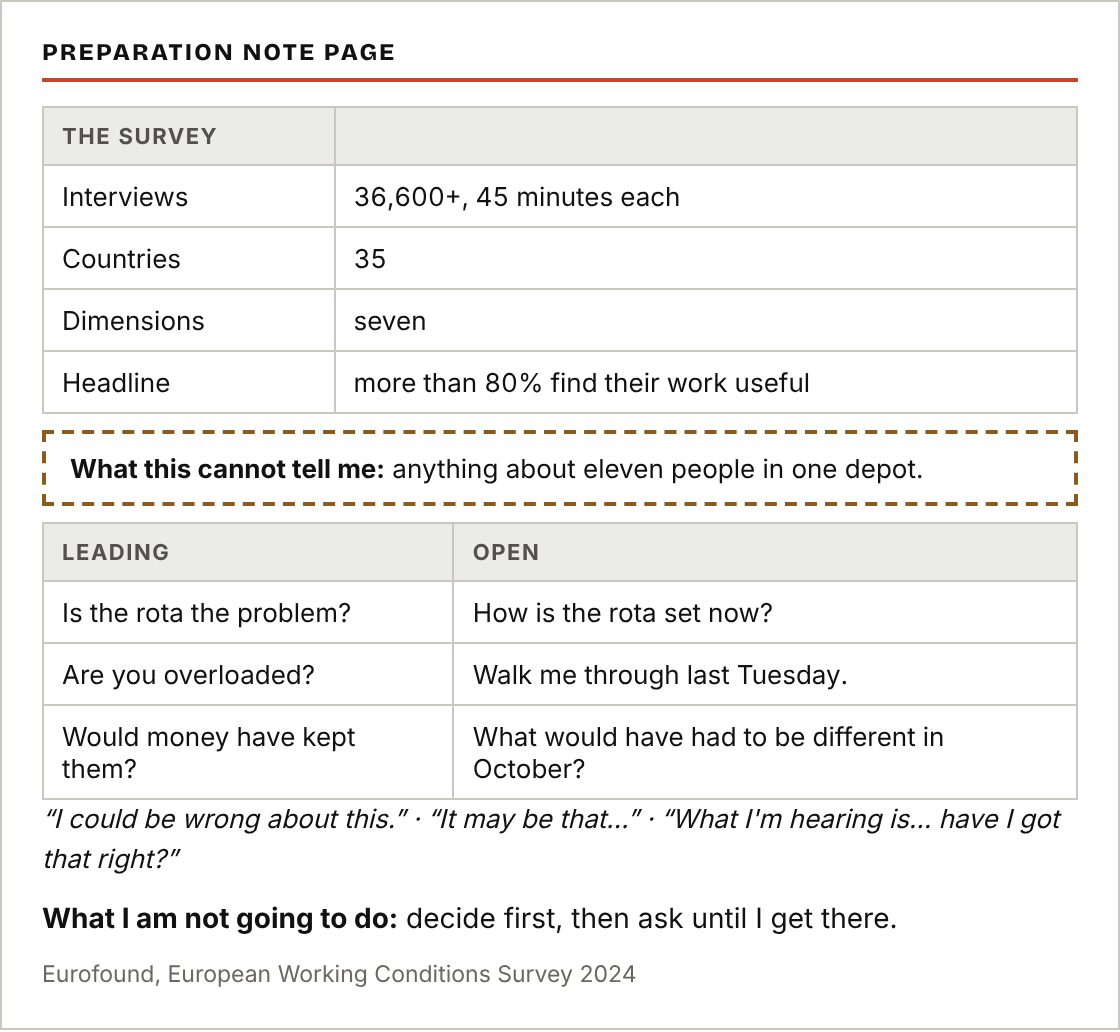 PREPARATION NOTE PAGE
THE SURVEY
Interviews 36,600+, 45 minutes each
Countries 35
Dimensions seven
Headline more than 80% find their work useful
What this cannot tell me: anything about eleven people in one depot.
LEADING OPEN
Is the rota the problem? How is the rota set now?
Are you overloaded? Walk me through last Tuesday.
Would money have kept What would have had to be different in
them? October?
“I could be wrong about this.” · “It may be that…” · “What I'm hearing is… have I got
that right?”
What I am not going to do: decide first, then ask until I get there.
Eurofound, European Working Conditions Survey 2024